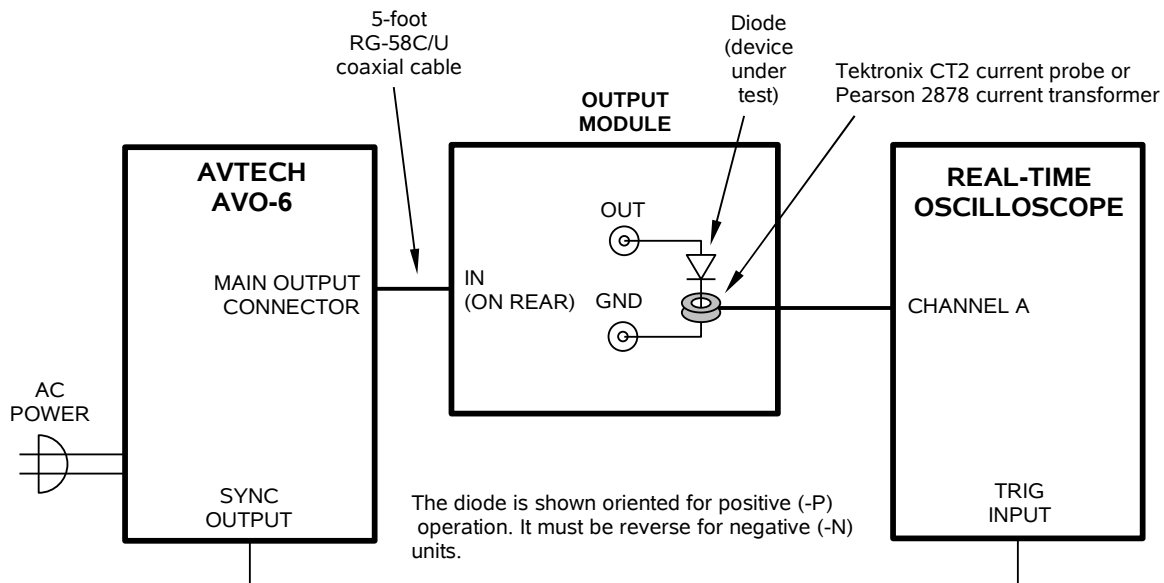 5-foot
RG-58C/U
coaxial cable
Diode
(device
under
test)
Tektronix CT2 current probe or
Pearson 2878 current transformer
OUTPUT
MODULE
AVTECH
AVO-6
REAL-TIME
OSCILLOSCOPE
OUT
MAIN OUTPUT
CONNECTOR
IN
(ON REAR)
GND
CHANNEL A
AC
POWER
SYNC
OUTPUT
The diode is shown oriented for positive (-P)
operation. It must be reverse for negative (-N)
units.
TRIG
INPUT